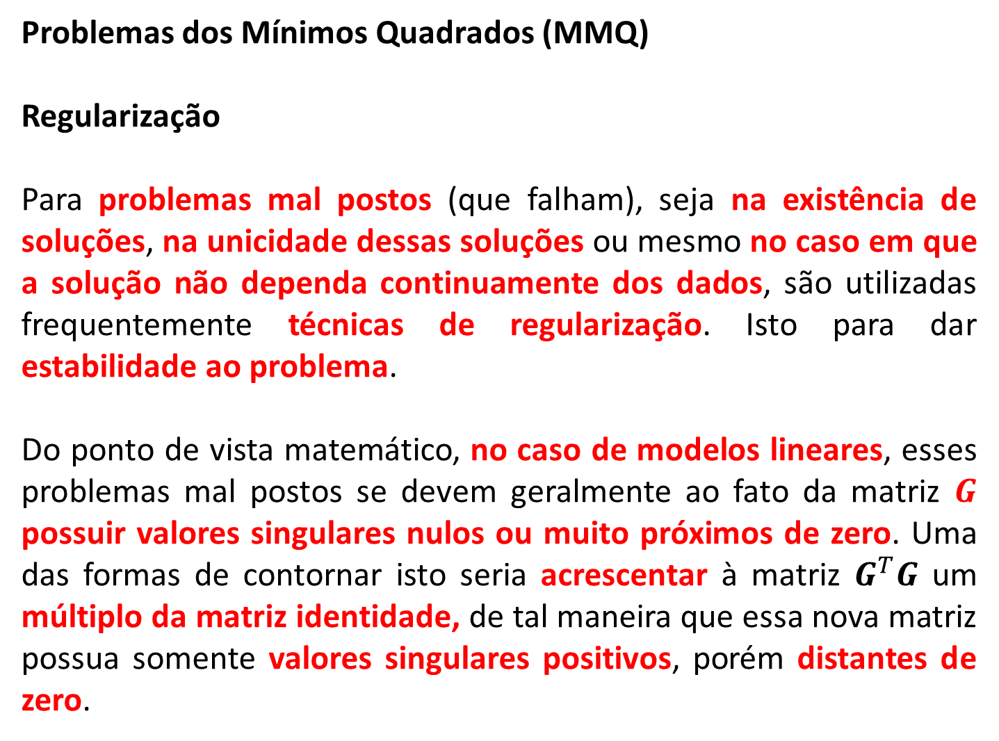 Problemas dos Mínimos Quadrados (MMQ)
Regularização
Para problemas mal postos (que falham), seja na existência de
soluções, na unicidade dessas soluções ou mesmo no caso em que
a solução não dependa continuamente dos dados, são utilizadas
frequentemente técnicas de regularização. Isto para dar
estabilidade ao problema.
Do ponto de vista matemático, no caso de modelos lineares, esses
problemas mal postos se devem geralmente ao fato da matriz G
possuir valores singulares nulos ou muito próximos de zero. Uma
das formas de contornar isto seria acrescentar à matriz GᵀG um
múltiplo da matriz identidade, de tal maneira que essa nova matriz
possua somente valores singulares positivos, porém distantes de
zero.